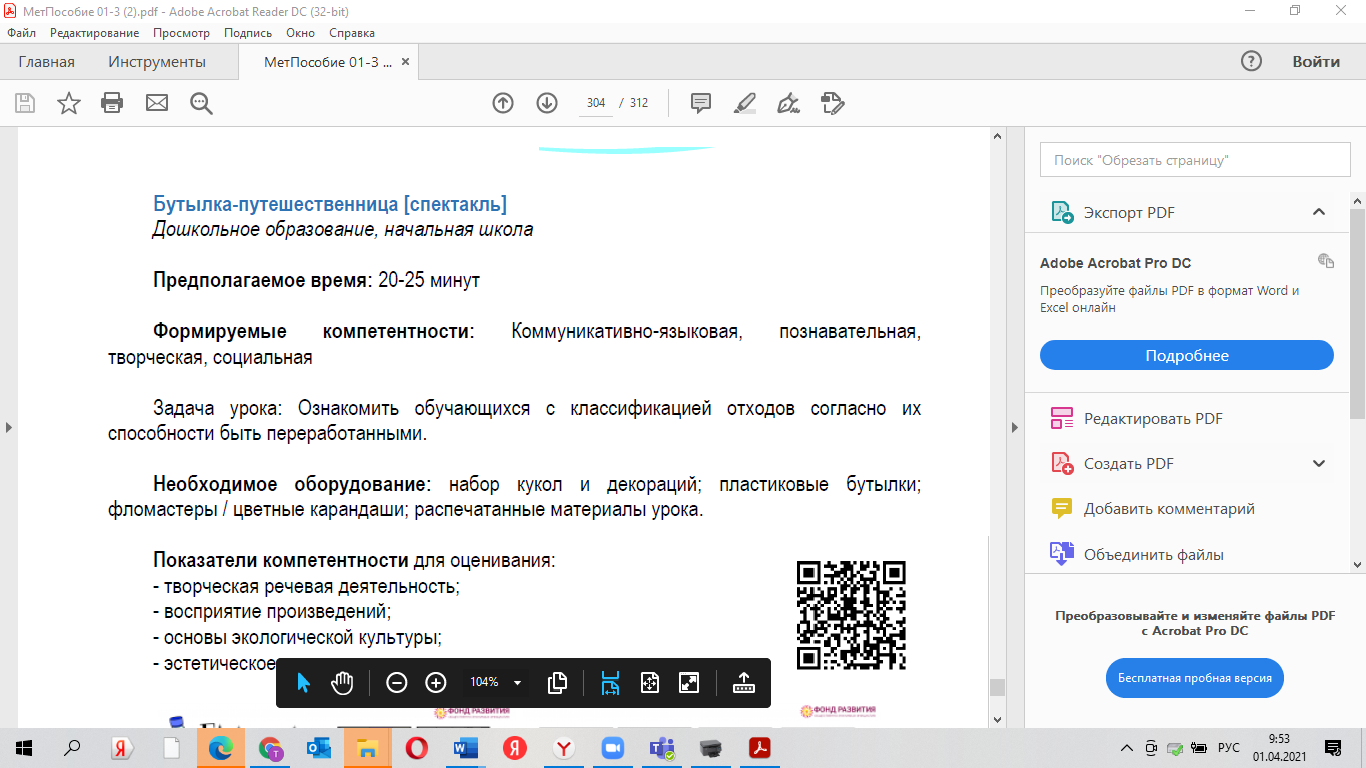 МетПособие 01-3 (2).pdf - Adobe Acrobat Reader DC (32-bit)
Файл Редактирование Просмотр Подпись Окно Справка
Главная Инструменты МетПособие 01-3 ... × Войти
304 / 312
Поиск "Обрезать страницу"
Бутылка-путешественница [спектакль]
Дошкольное образование, начальная школа
Предполагаемое время: 20-25 минут
Формируемые компетентности: Коммуникативно-языковая, познавательная,
творческая, социальная
Задача урока: Ознакомить обучающихся с классификацией отходов согласно их
способности быть переработанными.
Необходимое оборудование: набор кукол и декораций; пластиковые бутылки;
фломастеры / цветные карандаши; распечатанные материалы урока.
Показатели компетентности для оценивания:
- творческая речевая деятельность;
- восприятие произведений;
- основы экологической культуры;
- эстетическое
104%
ФОНД РАЗВИТИЯ
ФОНД РАЗВИТИЯ
Экспорт PDF
Adobe Acrobat Pro DC
Преобразуйте файлы PDF в формат Word и
Excel онлайн
Подробнее
Редактировать PDF
Создать PDF
Добавить комментарий
Объединить файлы
Преобразовывайте и изменяйте файлы PDF
с Acrobat Pro DC
Бесплатная пробная версия
РУС
9:53
01.04.2021